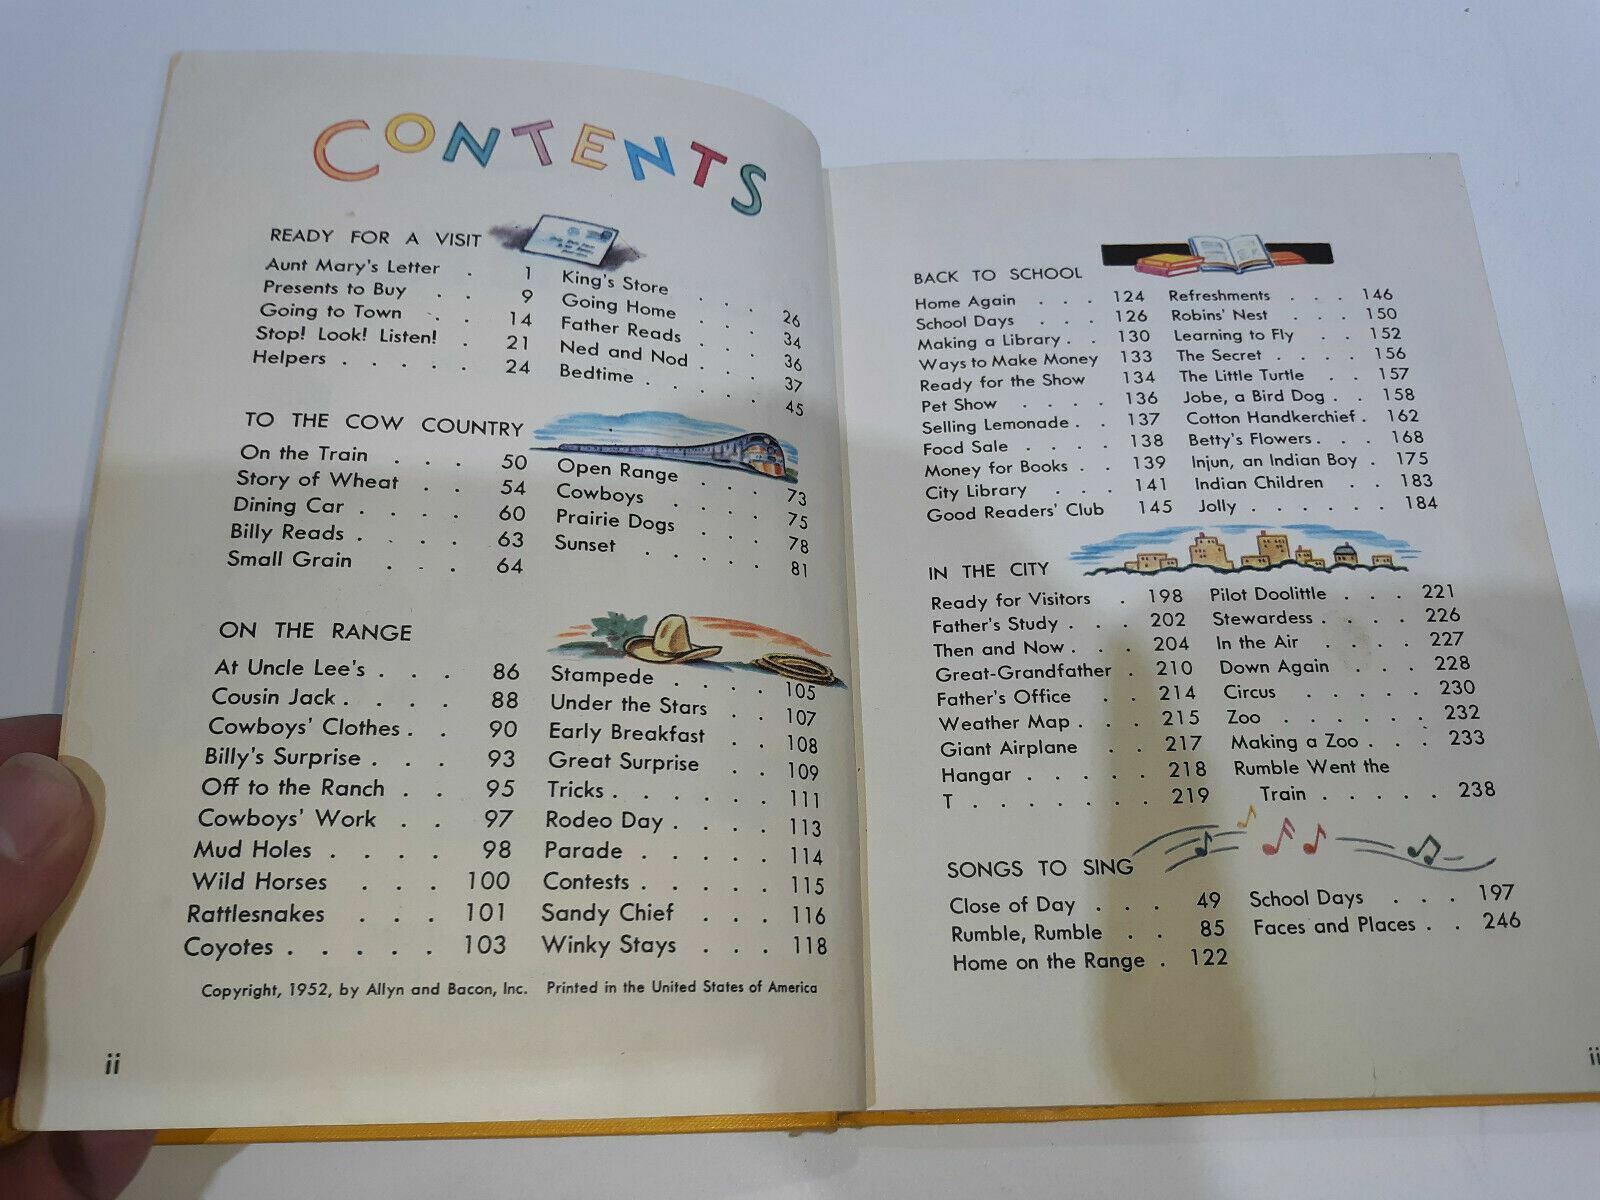 CONTENTS
READY FOR A VISIT
Aunt Mary's Letter . 1
Presents to Buy . . 9
Going to Town . . 14
Stop! Look! Listen! . 21
Helpers . . . . . 24
King's Store . . . 26
Going Home . . . 34
Father Reads . . . 36
Ned and Nod . . . 37
Bedtime . . . . 45
TO THE COW COUNTRY
On the Train . . . 50
Story of Wheat . . 54
Dining Car . . . . 60
Billy Reads . . . . 63
Small Grain . . . 64
Open Range . . . 73
Cowboys . . . . 75
Prairie Dogs . . . 78
Sunset . . . . 81
ON THE RANGE
At Uncle Lee's . . . 86
Cousin Jack . . . . 88
Cowboys' Clothes . . 90
Billy's Surprise . . . 93
Off to the Ranch . . 95
Cowboys' Work . . 97
Mud Holes . . . . 98
Wild Horses . . . 100
Rattlesnakes . . . 101
Coyotes . . . . . 103
Stampede . . . . 105
Under the Stars . . 107
Early Breakfast . . 108
Great Surprise . . 109
Tricks . . . . . . 111
Rodeo Day . . . . 113
Parade . . . . . 114
Contests . . . . . 115
Sandy Chief . . . 116
Winky Stays . . . 118
Copyright, 1952, by Allyn and Bacon, Inc. Printed in the United States of America
ii
BACK TO SCHOOL
Home Again . . . 124
School Days . . . 126
Making a Library . . 130
Ways to Make Money 133
Ready for the Show 134
Pet Show . . . . 136
Selling Lemonade . . 137
Food Sale . . . . 138
Money for Books . . 139
City Library . . . 141
Good Readers' Club 145
Refreshments . . . 146
Robins' Nest . . . 150
Learning to Fly . . 152
The Secret . . . . 156
The Little Turtle . . 157
Jobe, a Bird Dog . . 158
Cotton Handkerchief . 162
Betty's Flowers . . . 168
Injun, an Indian Boy . 175
Indian Children . . 183
Jolly . . . . . . 184
IN THE CITY
Ready for Visitors . 198
Father's Study . . . 202
Then and Now . . . 204
Great-Grandfather . 210
Father's Office . . 214
Weather Map . . . 215
Giant Airplane . . 217
Hangar . . . . . 218
T . . . . . . . 219
Pilot Doolittle . . . 221
Stewardess . . . . 226
In the Air . . . . 227
Down Again . . . 228
Circus . . . . . 230
Zoo . . . . . . 232
Making a Zoo . . . 233
Rumble Went the
Train . . . . . 238
SONGS TO SING
Close of Day . . . 49
Rumble, Rumble . . 85
Home on the Range . 122
School Days . . . 197
Faces and Places . . 246